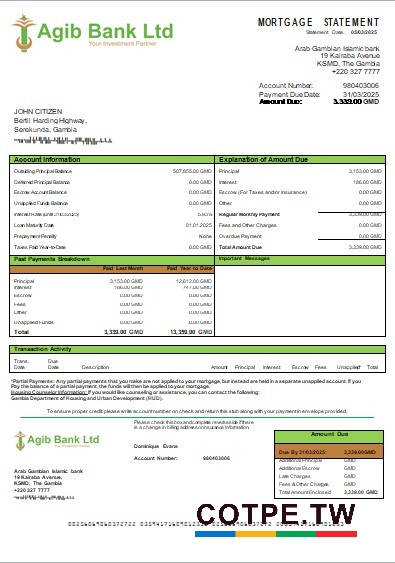 Agib Bank Ltd
Your Investment Partner
MORTGAGE STATEMENT
Statement Date: 05/03/2025
Arab Gambian Islamic bank
19 Kairaba Avenue
KSMD, The Gambia
+220 327 7777
Account Number: 980403006
Payment Due Date: 31/03/2025
Amount Due: 3,339.00 GMD
JOHN CITIZEN
Bertil Harding Highway,
Serekunda, Gambia
Account Information
Outstanding Principal Balance 507,655.00 GMD
Deferred Principal Balance 0.00 GMD
Escrow Account Balance 0.00 GMD
Unapplied Funds Balance 0.00 GMD
Interest Rate
Loan Maturity Date 01.01.2025
Prepayment Penalty None
Taxes Paid Year-to-Date 0.00 GMD
Explanation of Amount Due
Principal 3,153.00 GMD
Interest 186.00 GMD
Escrow (For Taxes and/or Insurance) 0.00 GMD
Other 0.00 GMD
Regular Monthly Payment 3,339.00 GMD
Fees and Other Charges 0.00 GMD
Overdue Payment 0.00 GMD
Total Amount Due 3,339.00 GMD
Past Payments Breakdown
Paid Last Month Paid Year to Date
Principal 3,153.00 GMD 12,612.00 GMD
Interest 186.00 GMD 747.00 GMD
Escrow 0.00 GMD 0.00 GMD
Fees 0.00 GMD 0.00 GMD
Other 0.00 GMD 0.00 GMD
Unapplied Funds 0.00 GMD 0.00 GMD
Total 3,339.00 GMD 13,359.00 GMD
Important Messages
Transaction Activity
Trans. Date Due Date Description Amount Principal Interest Escrow Fees Unapplied* Total
*Partial Payments: Any partial payments that you make are not applied to your mortgage, but instead are held in a separate unapplied account. If you
Pay the balance of a partial payment, the funds will then be applied to your mortgage.
Housing Counselor Information: If you would like counseling or assistance, you can contact the following:
Gambia Department of Housing and Urban Development (HUD).
To ensure proper credit please write account number on check and return this stub along with your payment in envelope provided.
Agib Bank Ltd
Your Investment Partner
Please check this box and complete reverse side if there
is a change in billing address or insurance information.
Dominique Evans
Account Number: 980403006
Arab Gambian Islamic bank
19 Kairaba Avenue,
KSMD, The Gambia
+220 327 7777
Amount Due
Due By 31/03/2025 3,339.00GMD
Additional Principal GMD
Additional Escrow GMD
Late Charges GMD
Fees & Other Charges GMD
Total Amount Enclosed 3,339.00 GMD
COTPE.TW